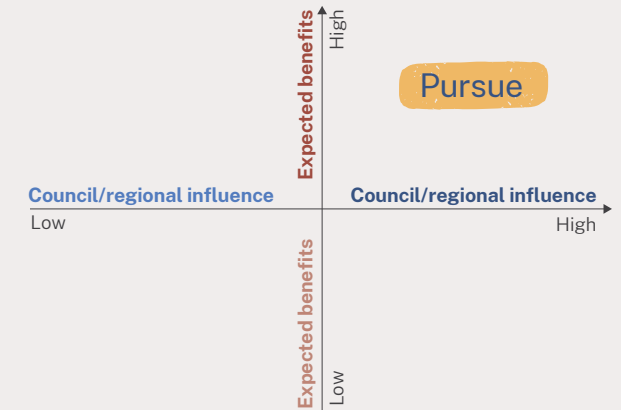 Expected benefits
High
Pursue
Council/regional influence
Low
Council/regional influence
High
Expected benefits
Low